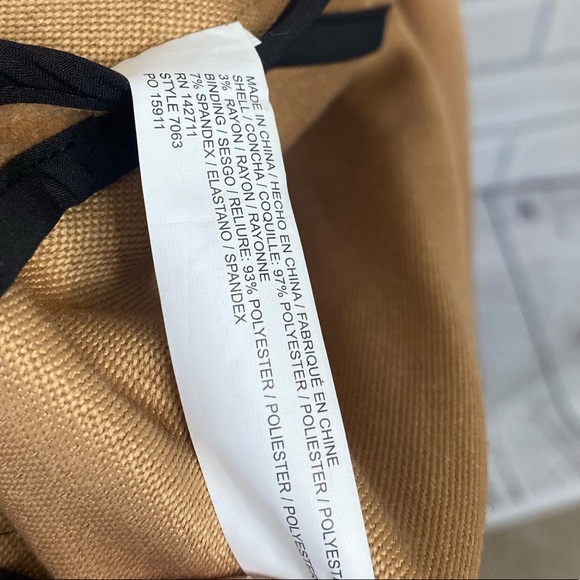 MADE IN CHINA / HECHO EN CHINA / FABRIQUÉ EN CHINE
SHELL / CONCHA / COQUILLE: 97% POLYESTER / POLIESTER / POLYESTE
3% RAYON / RAYON / RAYONNE
BINDING / SESGO / RELIURE: 93% POLYESTER / POLIESTER / POLYESTER
7% SPANDEX / ELASTANO / SPANDEX
RN 142711
STYLE 7063
PO 15911